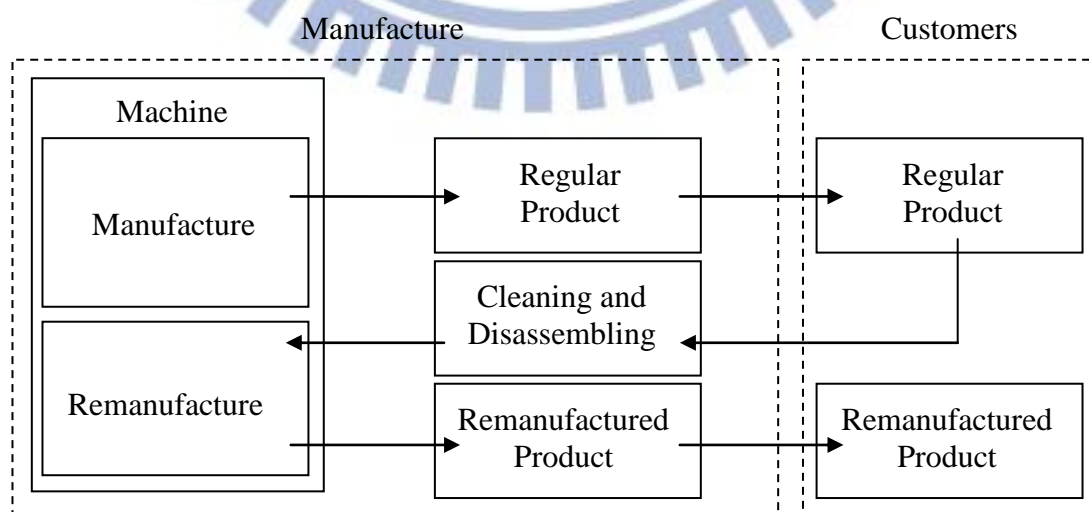 Manufacture
Customers
Machine
Manufacture
Regular
Product
Regular
Product
Cleaning and
Disassembling
Remanufacture
Remanufactured
Product
Remanufactured
Product